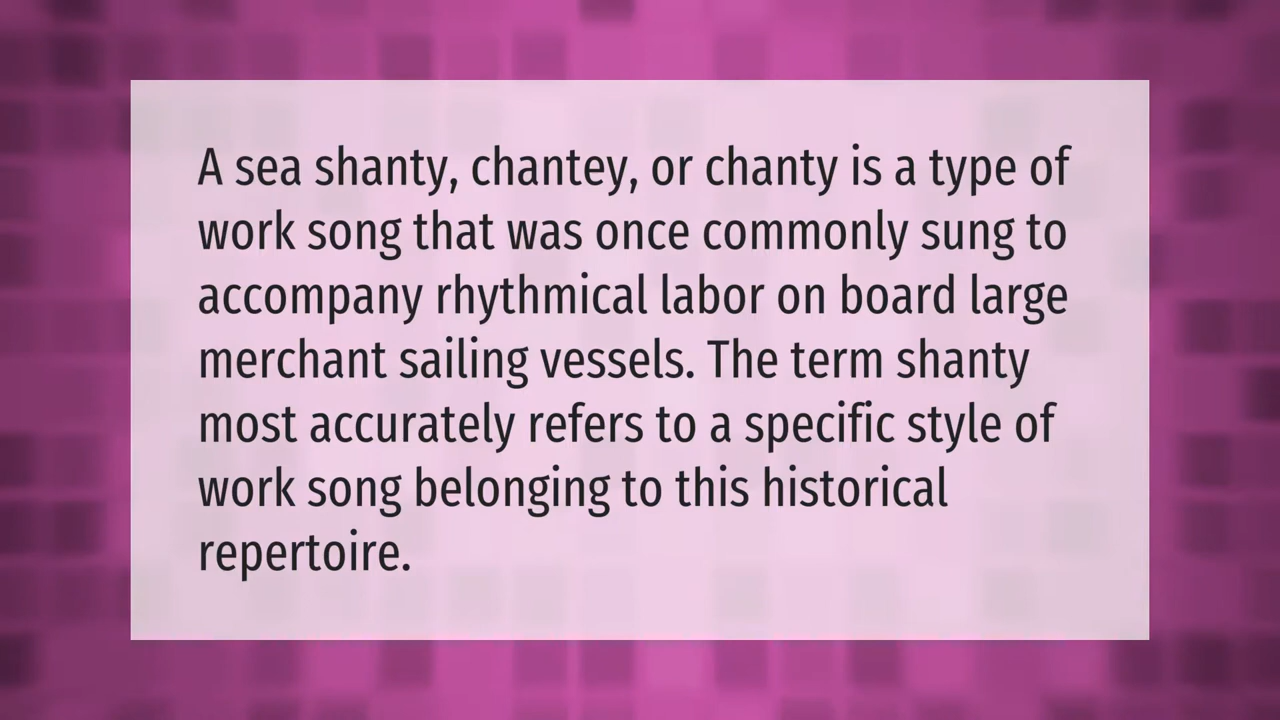 A sea shanty, chantey, or chanty is a type of
work song that was once commonly sung to
accompany rhythmical labor on board large
merchant sailing vessels. The term shanty
most accurately refers to a specific style of
work song belonging to this historical
repertoire.